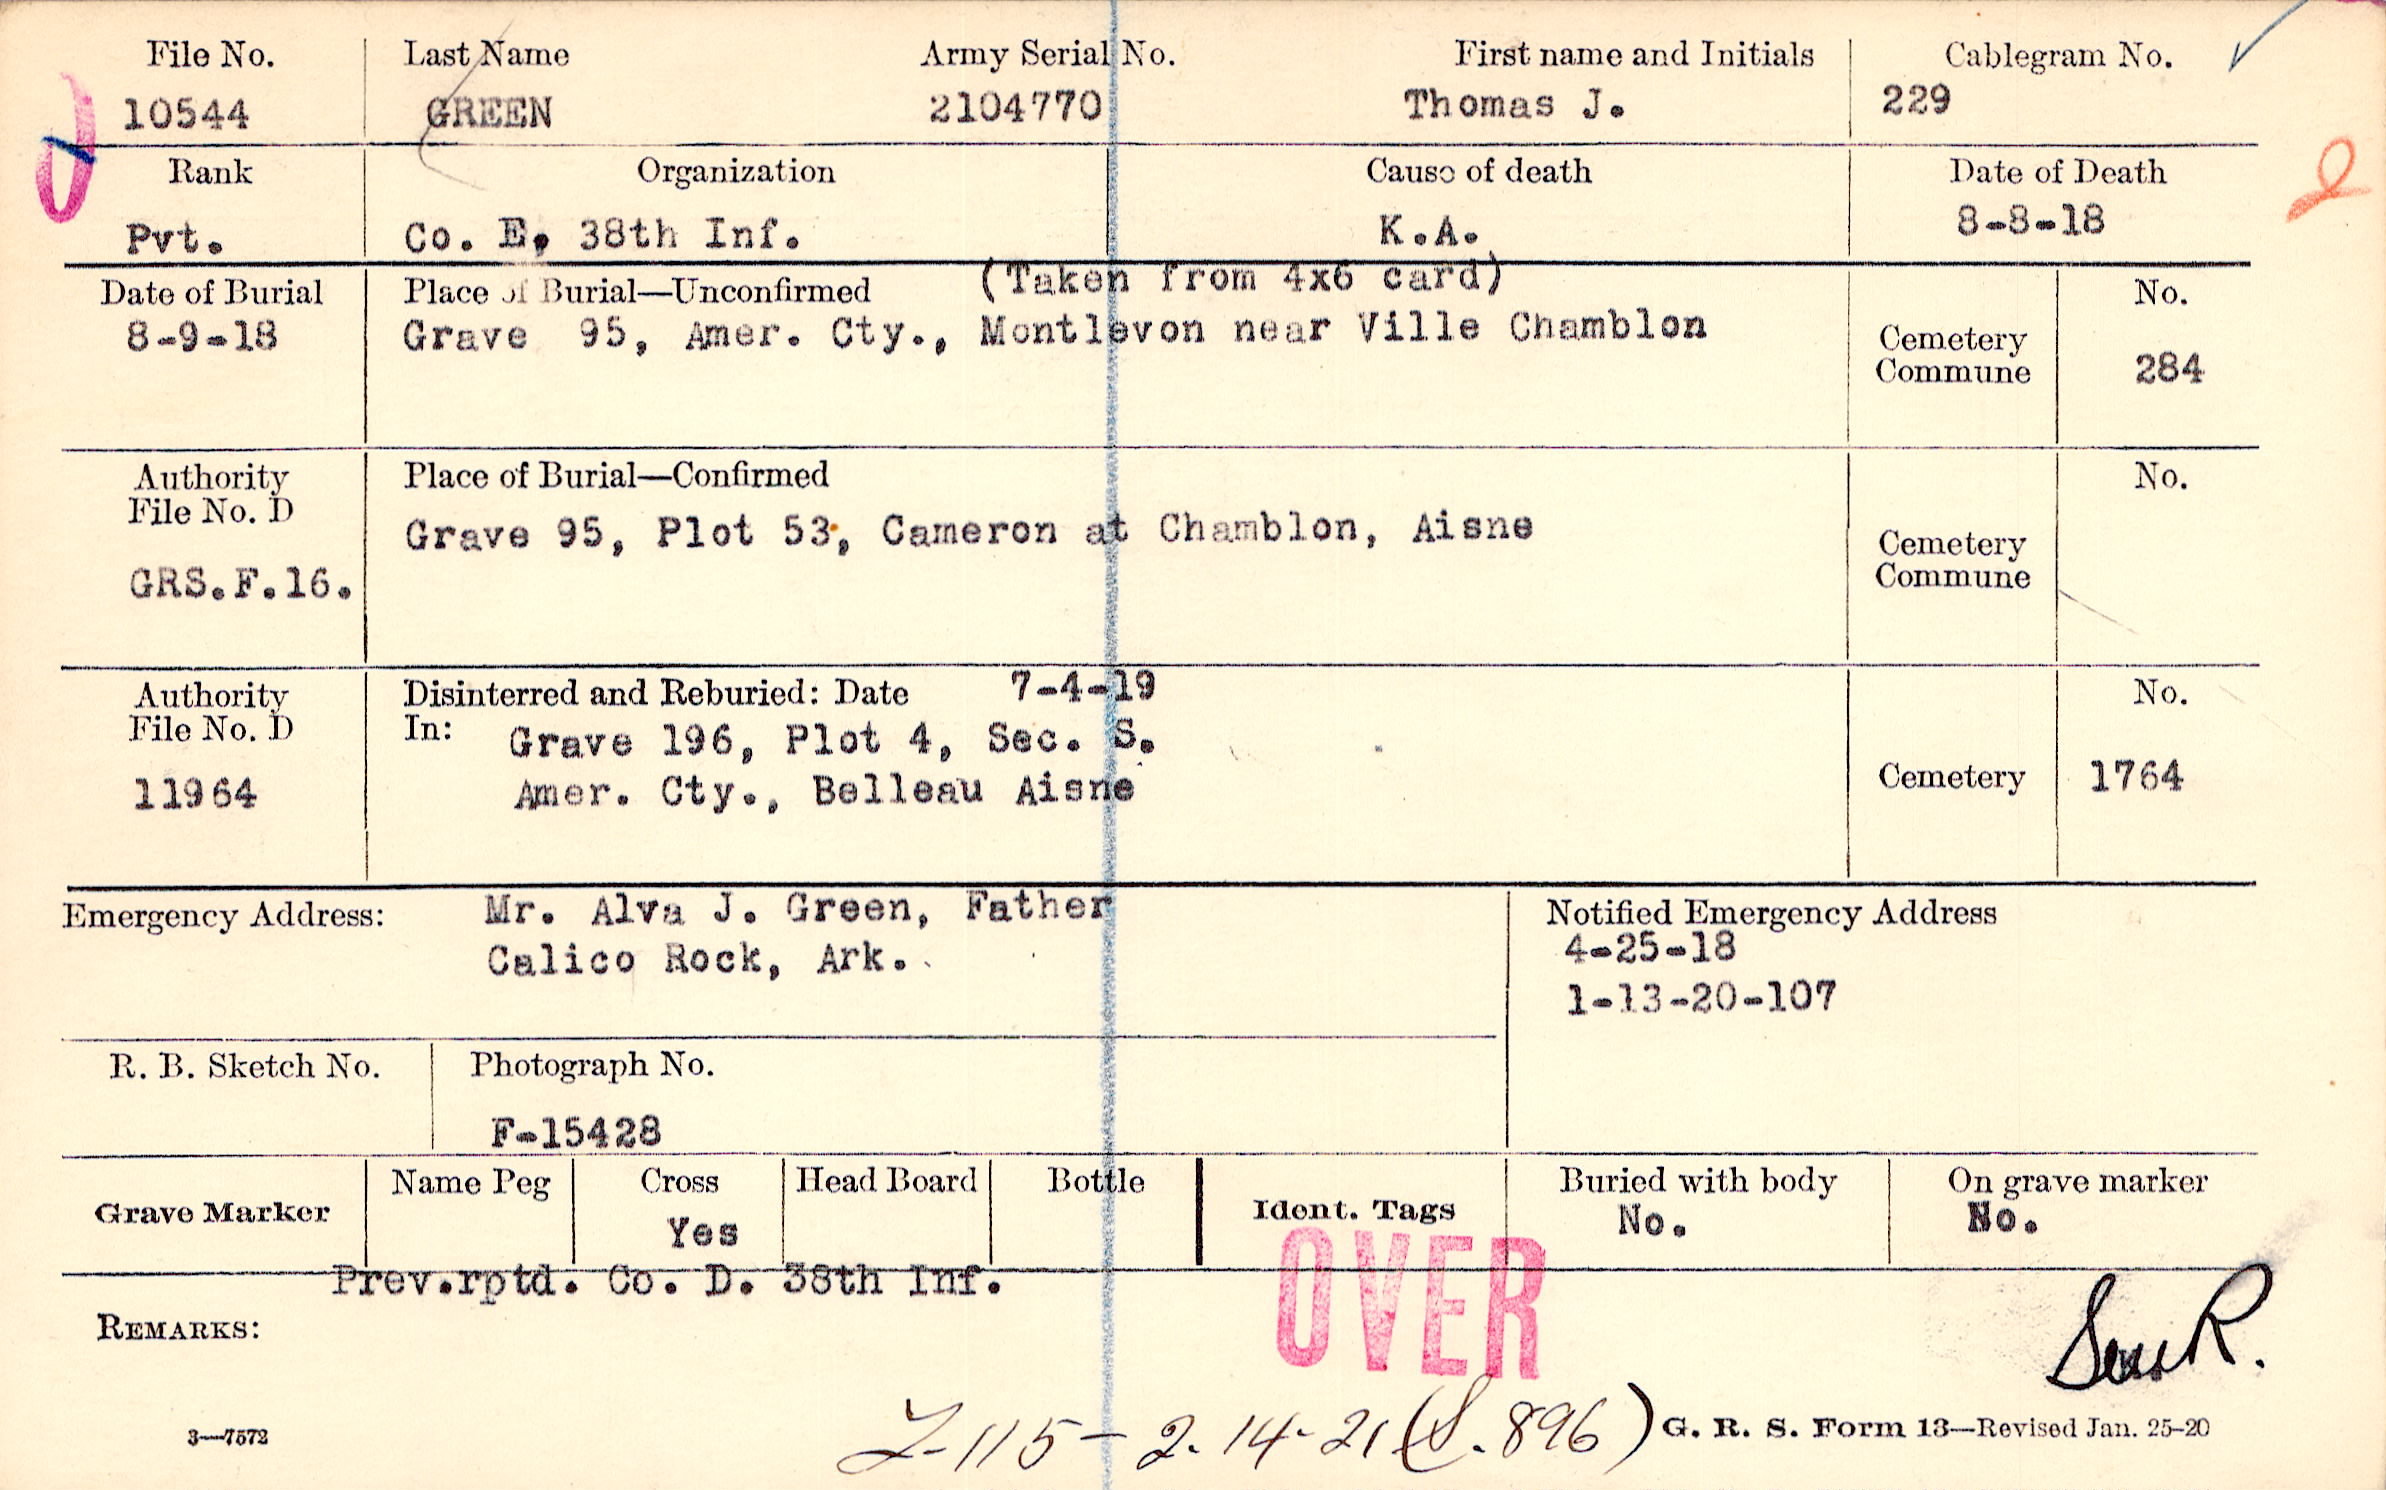 File No. Last Name Army Serial No. First name and Initials Cablegram No.
10544 GREEN 2104770 Thomas J. 229
Rank Organization Cause of death Date of Death
Pvt. Co. E, 38th Inf. K.A. 8-8-18
Date of Burial Place of Burial—Unconfirmed (Taken from 4x6 card) No.
8-9-18 Grave 95, Amer. Cty., Montlevon near Ville Chamblon
Cemetery
Commune 284
Authority Place of Burial—Confirmed No.
File No. D
Grave 95, Plot 53, Cameron at Chamblon, Aisne
Cemetery
Commune
GRS.F.16.
Authority Disinterred and Reburied: Date 7-4-19 No.
File No. D In: Grave 196, Plot 4, Sec. S.
11964 Amer. Cty., Belleau Aisne Cemetery 1764
Emergency Address: Mr. Alva J. Green, Father Notified Emergency Address
Calico Rock, Ark. 4-25-18
1-13-20-107
R. B. Sketch No. Photograph No.
F-15428
Grave Marker Name Peg Cross Head Board Bottle Ident. Tags Buried with body On grave marker
Yes No. No.
Prev.rptd. Co. D. 38th Inf.
OVER
REMARKS:
Z-115-2.14-21 (S.896)
3—7572 G. R. S. Form 13—Revised Jan. 25-20